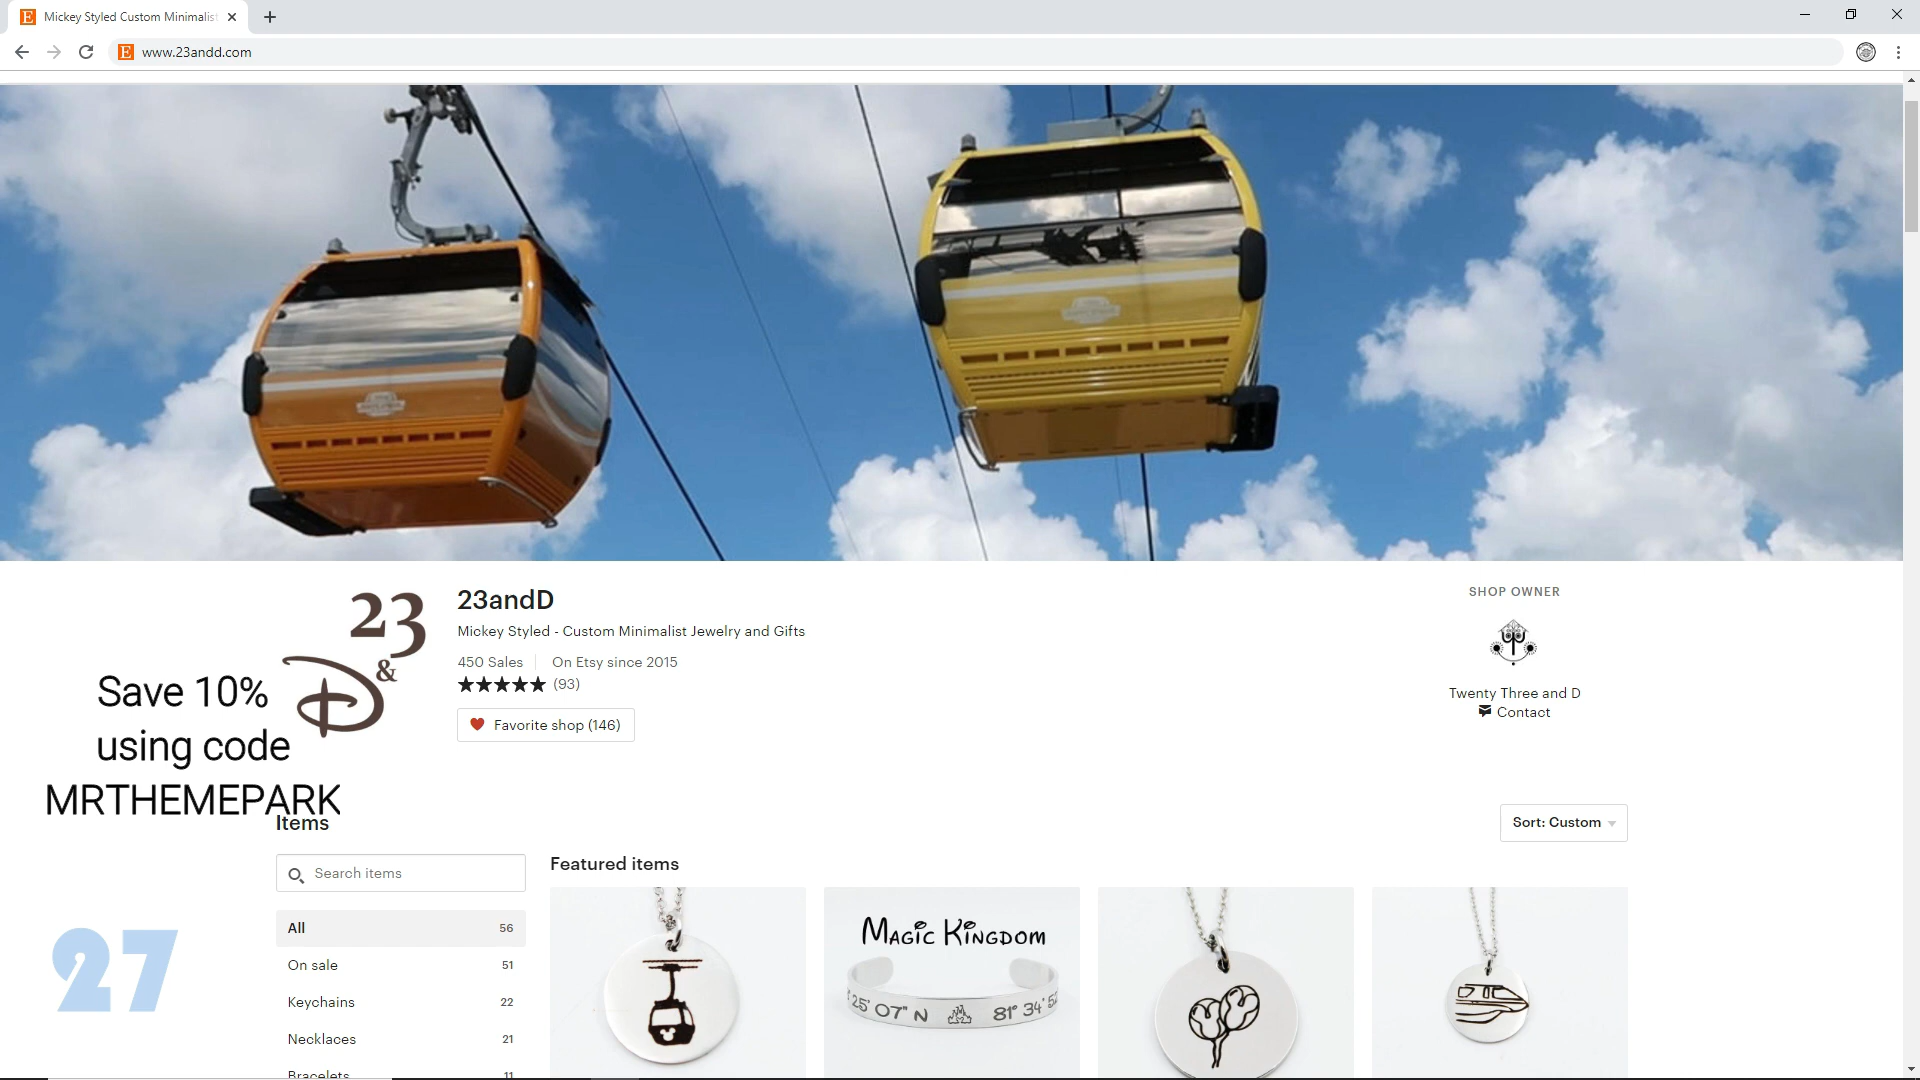 Mickey Styled Custom Minimalist
www.23andd.com
23
&
D
23andD
Mickey Styled - Custom Minimalist Jewelry and Gifts
450 Sales
On Etsy since 2015
(93)
Favorite shop (146)
SHOP OWNER
Twenty Three and D
Contact
Save 10%
using code
MRTHEMEPARK
Items
Sort: Custom
Search items
Featured items
All 56
On sale 51
Keychains 22
Necklaces 21
Bracelets 11
27
MAGIC KINGDOM
25' 07" N 81° 34' 5